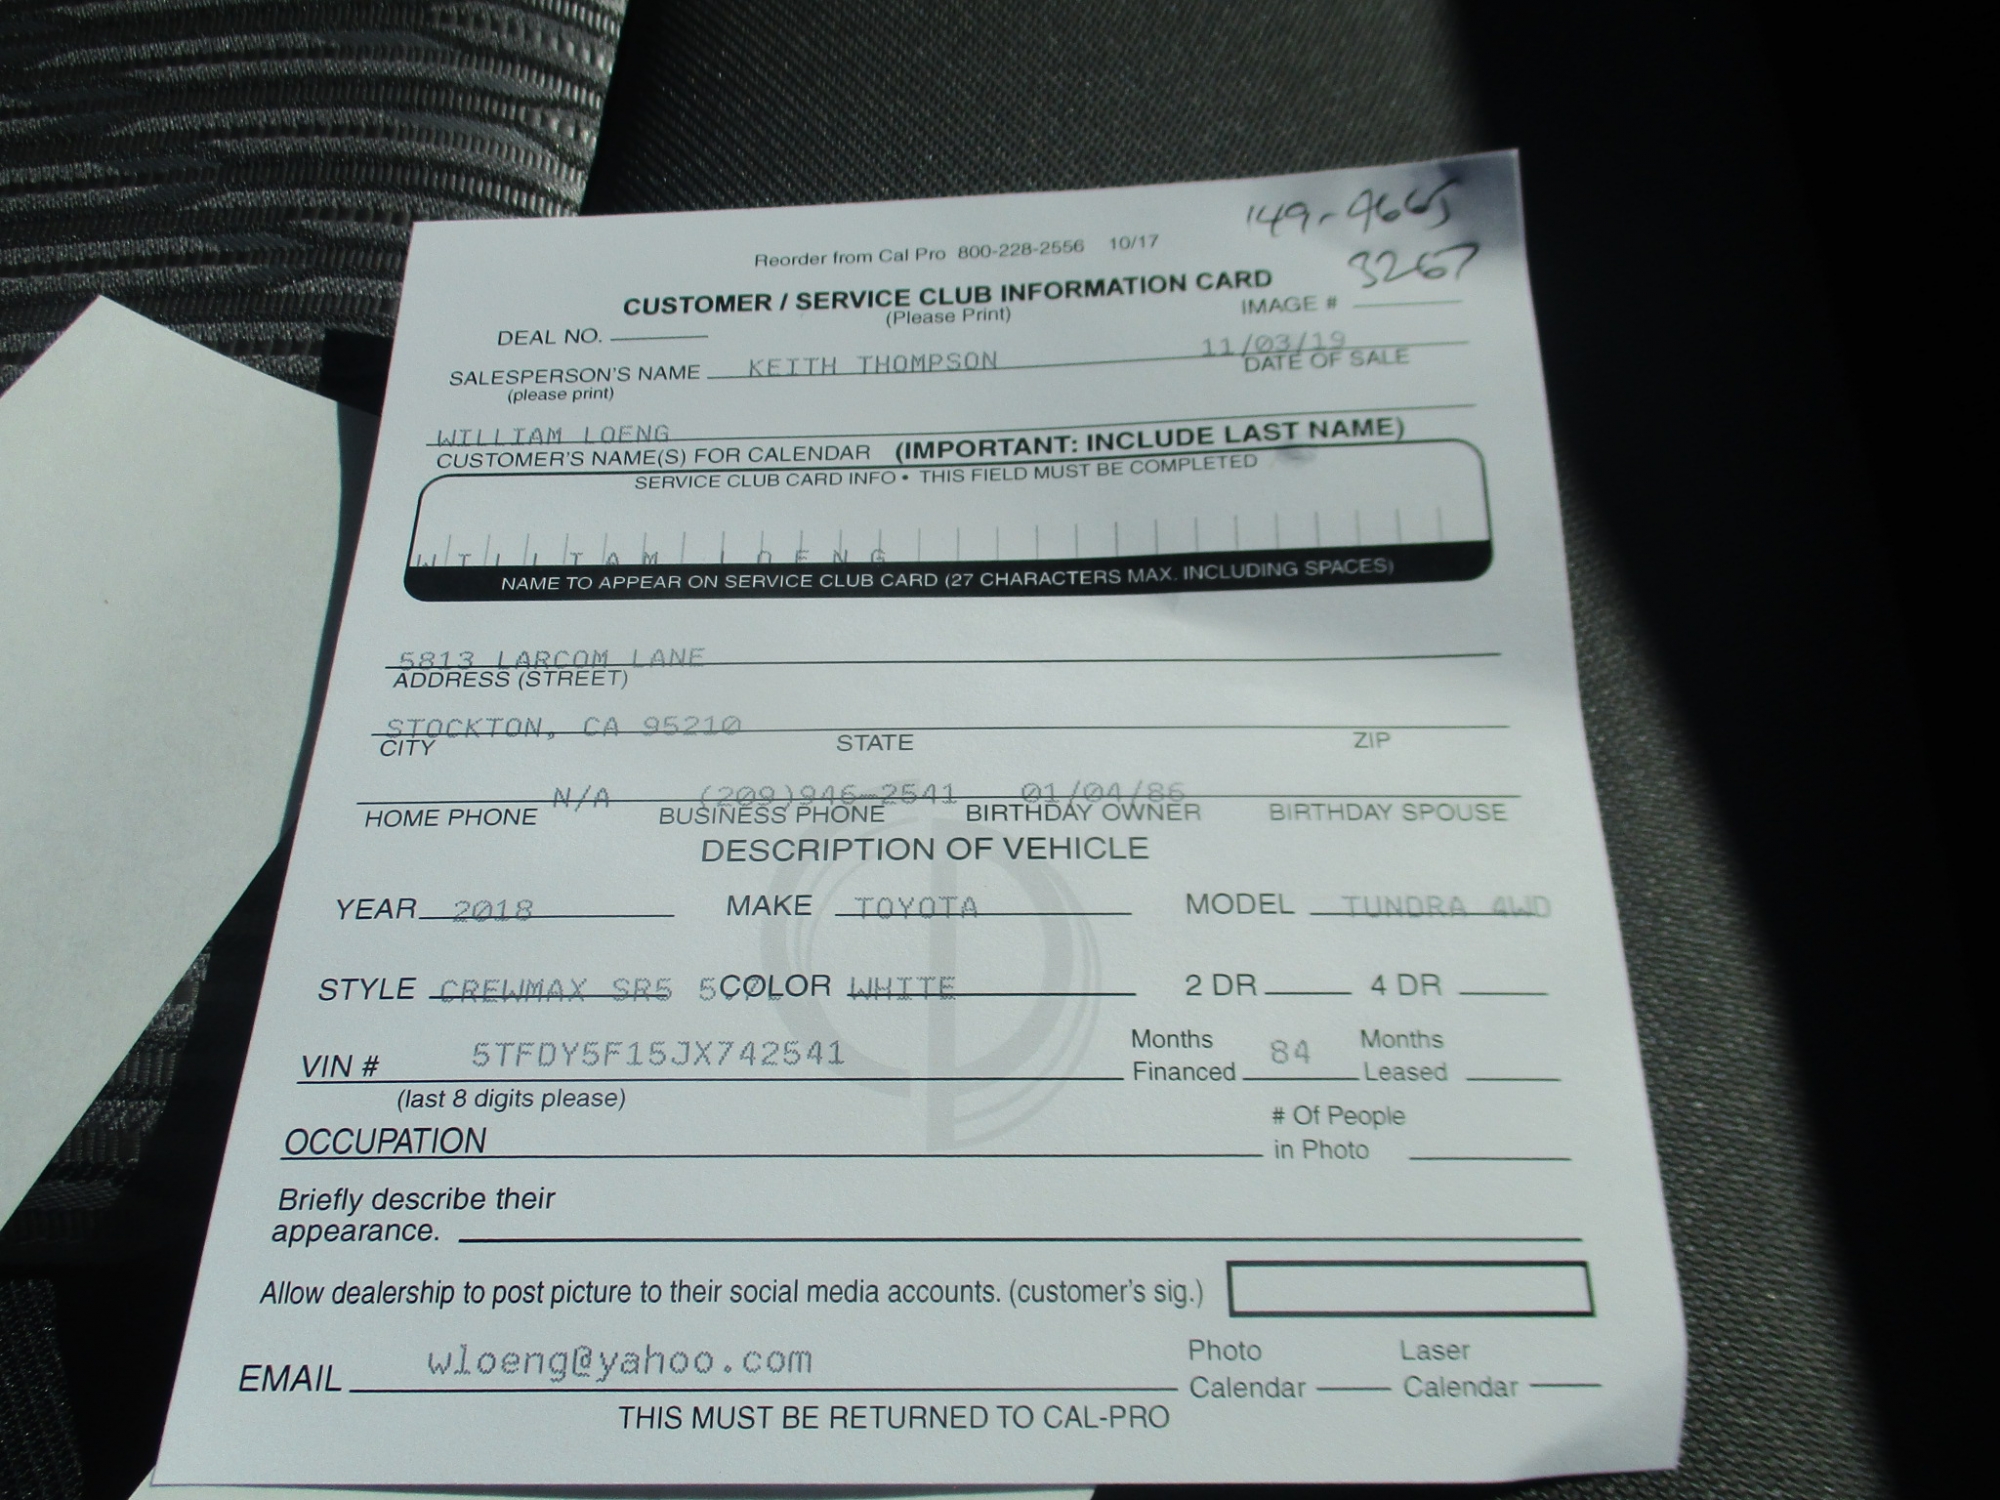 149-9665
Reorder from Cal Pro 800-228-2556 10/17
3267
CUSTOMER / SERVICE CLUB INFORMATION CARD
(Please Print)
IMAGE #
DEAL NO.
11/03/19
SALESPERSON'S NAME KEITH THOMPSON DATE OF SALE
(please print)
WILLIAM LOENG
CUSTOMER'S NAME(S) FOR CALENDAR (IMPORTANT: INCLUDE LAST NAME)
SERVICE CLUB CARD INFO • THIS FIELD MUST BE COMPLETED
WILLIAM LOENG
NAME TO APPEAR ON SERVICE CLUB CARD (27 CHARACTERS MAX. INCLUDING SPACES)
5813 LARCOM LANE
ADDRESS (STREET)
STOCKTON, CA 95210
CITY STATE ZIP
N/A (209)946-2541 01/04/86
HOME PHONE BUSINESS PHONE BIRTHDAY OWNER BIRTHDAY SPOUSE
DESCRIPTION OF VEHICLE
YEAR 2018 MAKE TOYOTA MODEL TUNDRA 4WD
STYLE CREWMAX SR5 5 COLOR WHITE 2 DR 4 DR
VIN # 5TFDY5F15JX742541 Months Financed 84 Months Leased
(last 8 digits please)
OCCUPATION # Of People in Photo
Briefly describe their
appearance.
Allow dealership to post picture to their social media accounts. (customer's sig.)
EMAIL wloeng@yahoo.com Photo Calendar Laser Calendar
THIS MUST BE RETURNED TO CAL-PRO